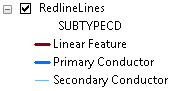 RedlineLines
SUBTYPECD
Linear Feature
Primary Conductor
Secondary Conductor